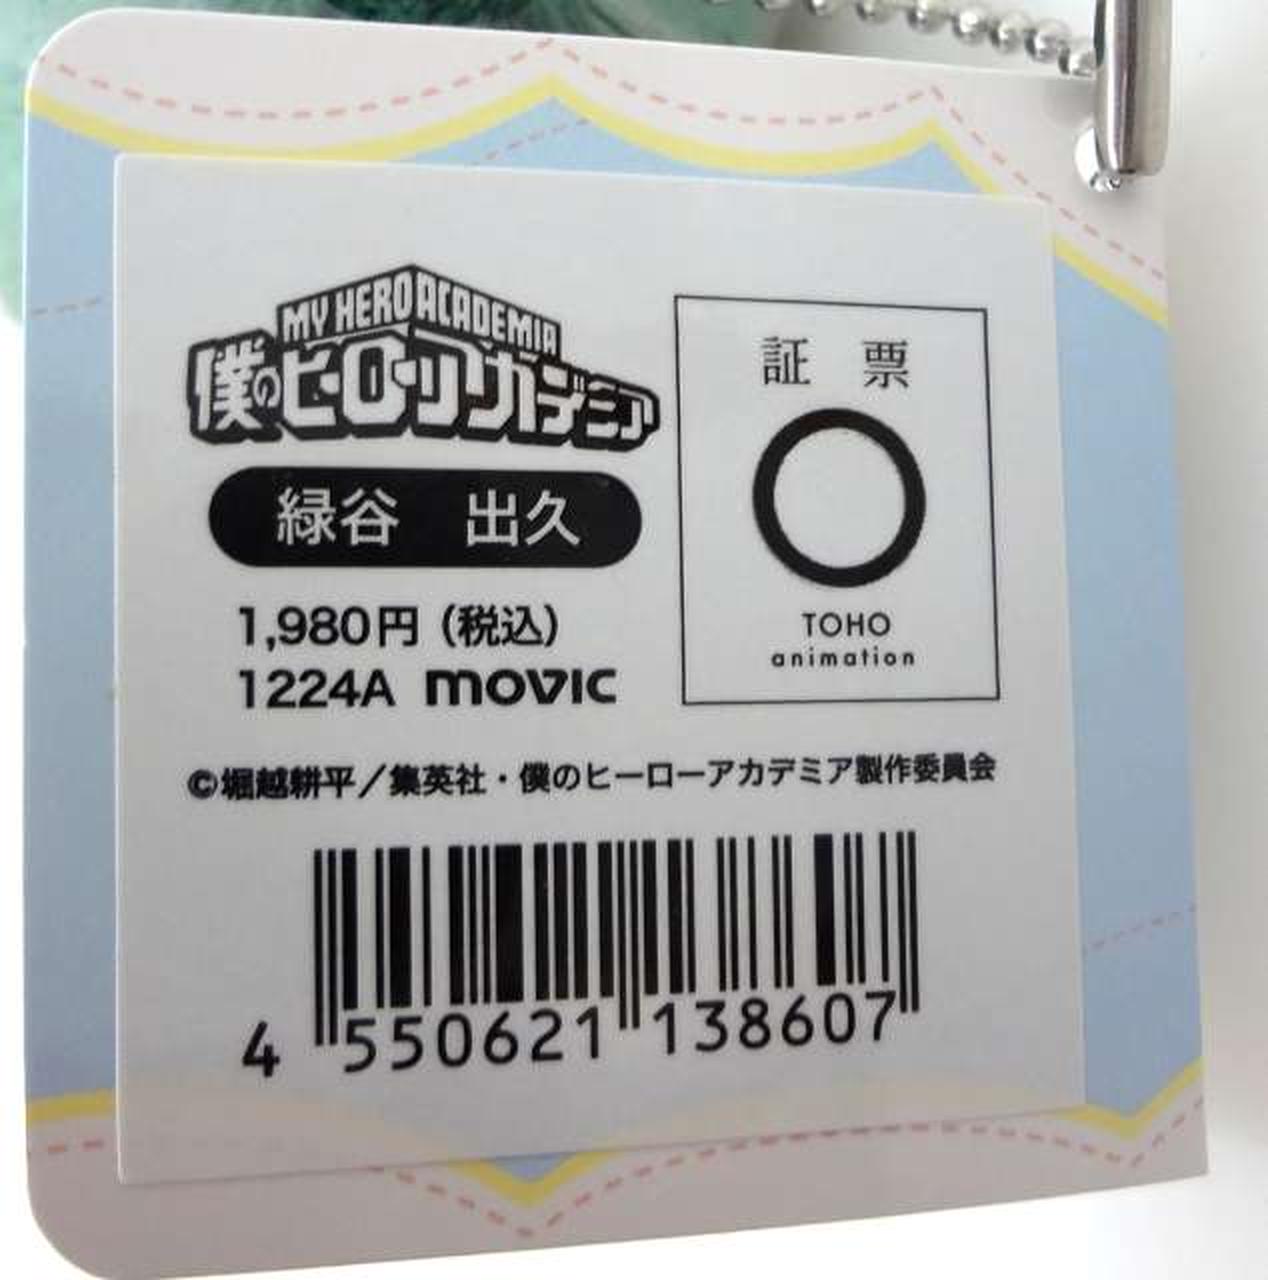 MY HERO ACADEMIA
僕のヒーローアカデミア
緑谷 出久
1,980円（税込）
1224A movic
証 票
TOHO
animation
©堀越耕平／集英社・僕のヒーローアカデミア製作委員会
4 550621 138607